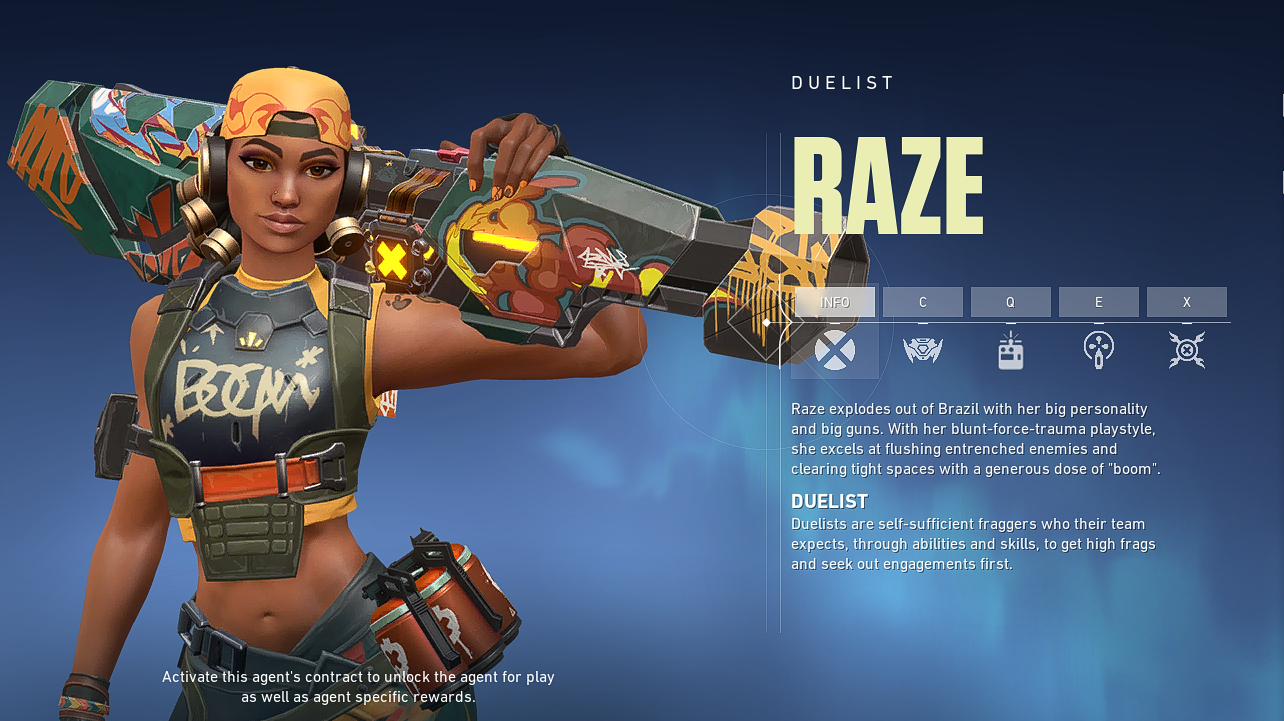 DUELIST
RAZE
INFO
C
Q
E
X
Raze explodes out of Brazil with her big personality
and big guns. With her blunt-force-trauma playstyle,
she excels at flushing entrenched enemies and
clearing tight spaces with a generous dose of "boom".
DUELIST
Duelists are self-sufficient fraggers who their team
expects, through abilities and skills, to get high frags
and seek out engagements first.
BOOM
Activate this agent's contract to unlock the agent for play
as well as agent specific rewards.